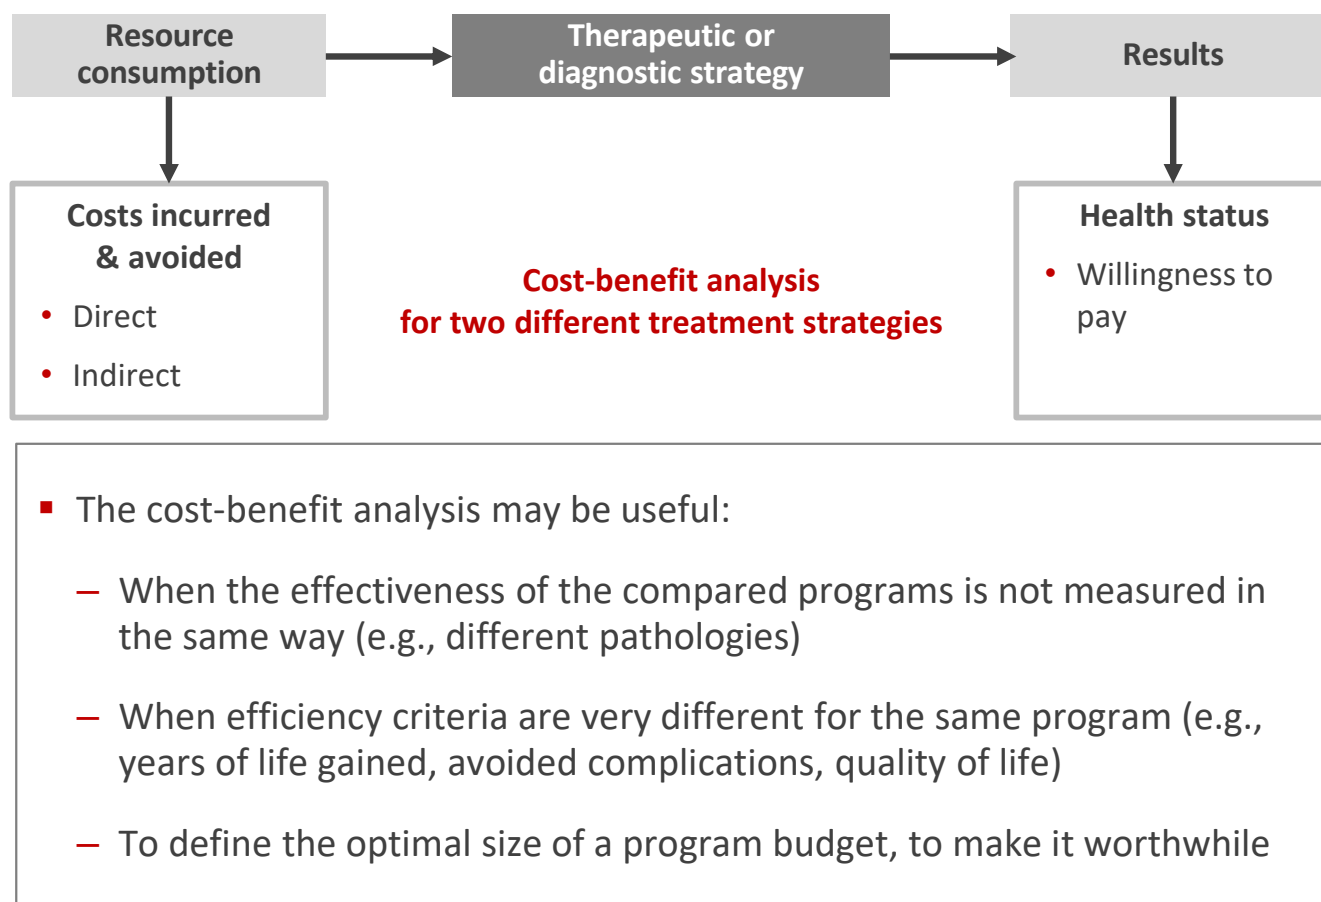 Resource
consumption
Therapeutic or
diagnostic strategy
Results
Costs incurred
& avoided
• Direct
• Indirect
Cost-benefit analysis
for two different treatment strategies
Health status
• Willingness to
pay
▪ The cost-benefit analysis may be useful:
– When the effectiveness of the compared programs is not measured in
the same way (e.g., different pathologies)
– When efficiency criteria are very different for the same program (e.g.,
years of life gained, avoided complications, quality of life)
– To define the optimal size of a program budget, to make it worthwhile